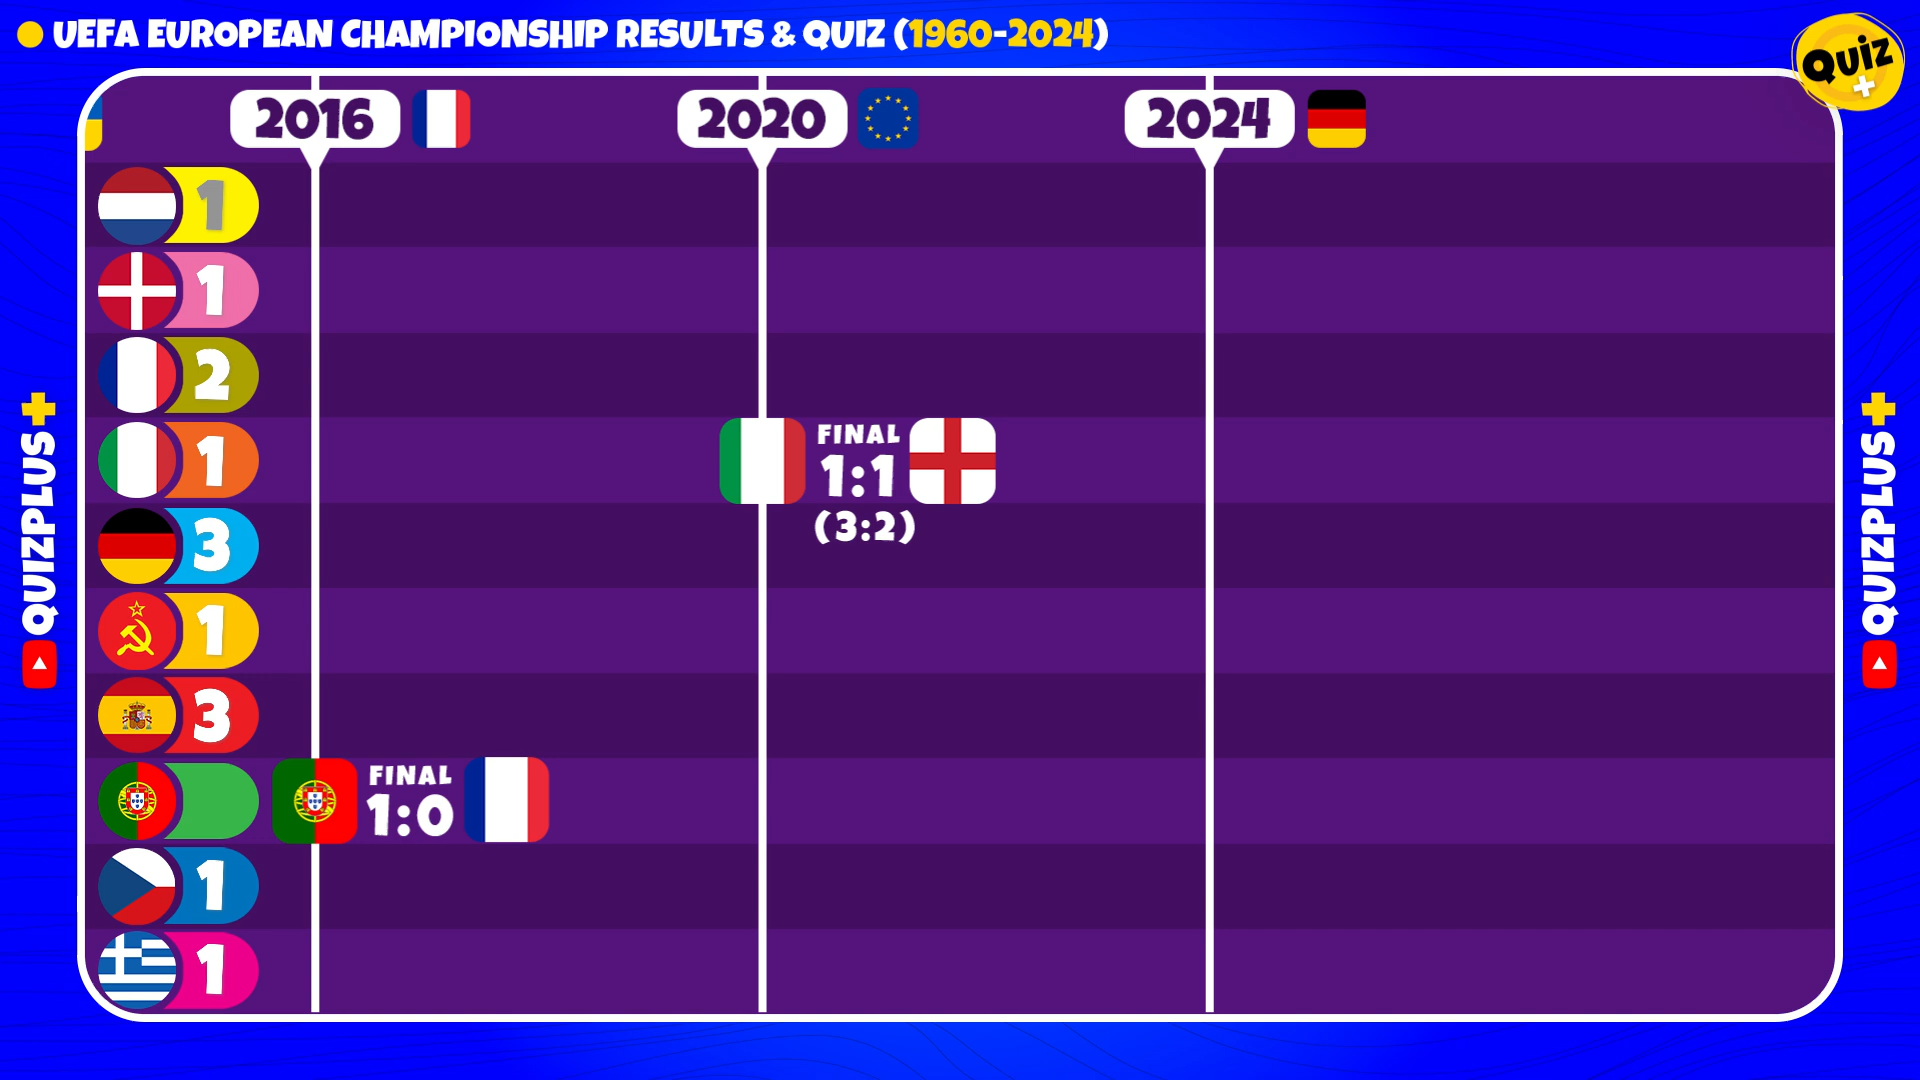 UEFA EUROPEAN CHAMPIONSHIP RESULTS & QUIZ (1960-2024)
Quiz
+
2016
2020
2024
1
1
2
1
FINAL
1:1
(3:2)
3
1
3
FINAL
1:0
1
1
QUIZPLUS+
QUIZPLUS+